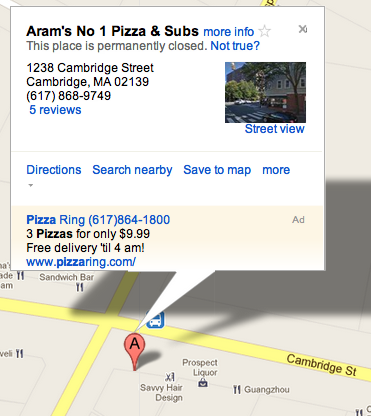 Aram's No 1 Pizza & Subs more info
This place is permanently closed. Not true?
1238 Cambridge Street
Cambridge, MA 02139
(617) 868-9749
5 reviews
Street view
Directions Search nearby Save to map more
Pizza Ring (617)864-1800 Ad
3 Pizzas for only $9.99
Free delivery 'til 4 am!
www.pizzaring.com/
Sandwich Bar
A
Cambridge St
Prospect
Liquor
Savvy Hair
Design
Guangzhou